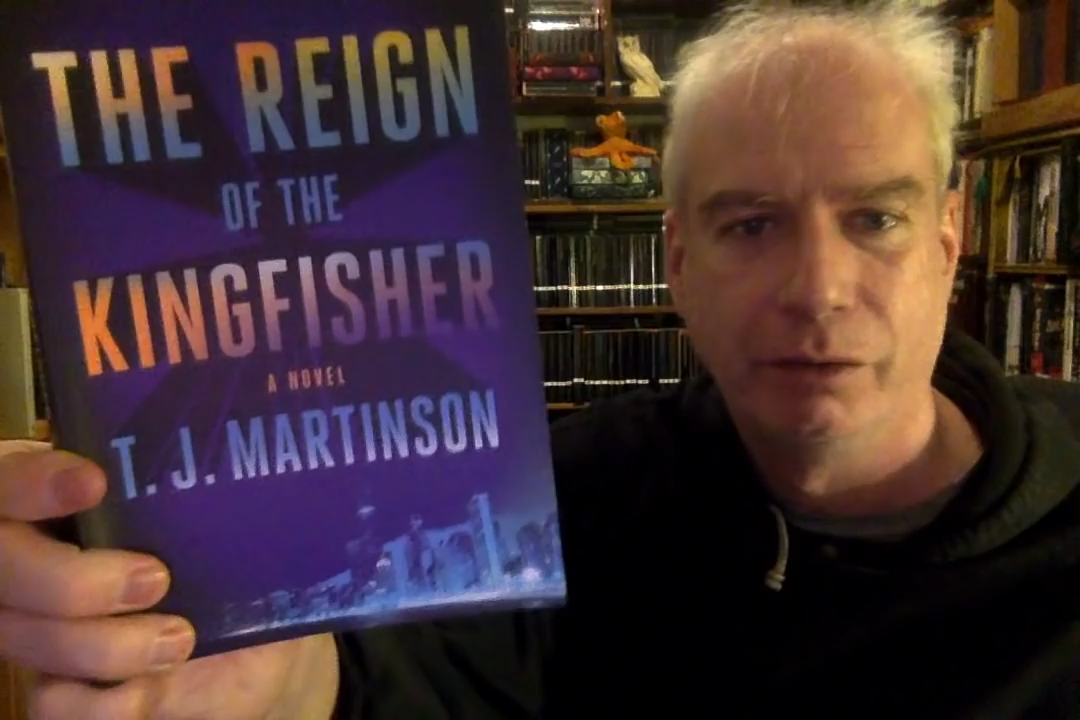 THE REIGN
OF THE
KINGFISHER
A NOVEL
T. J. MARTINSON